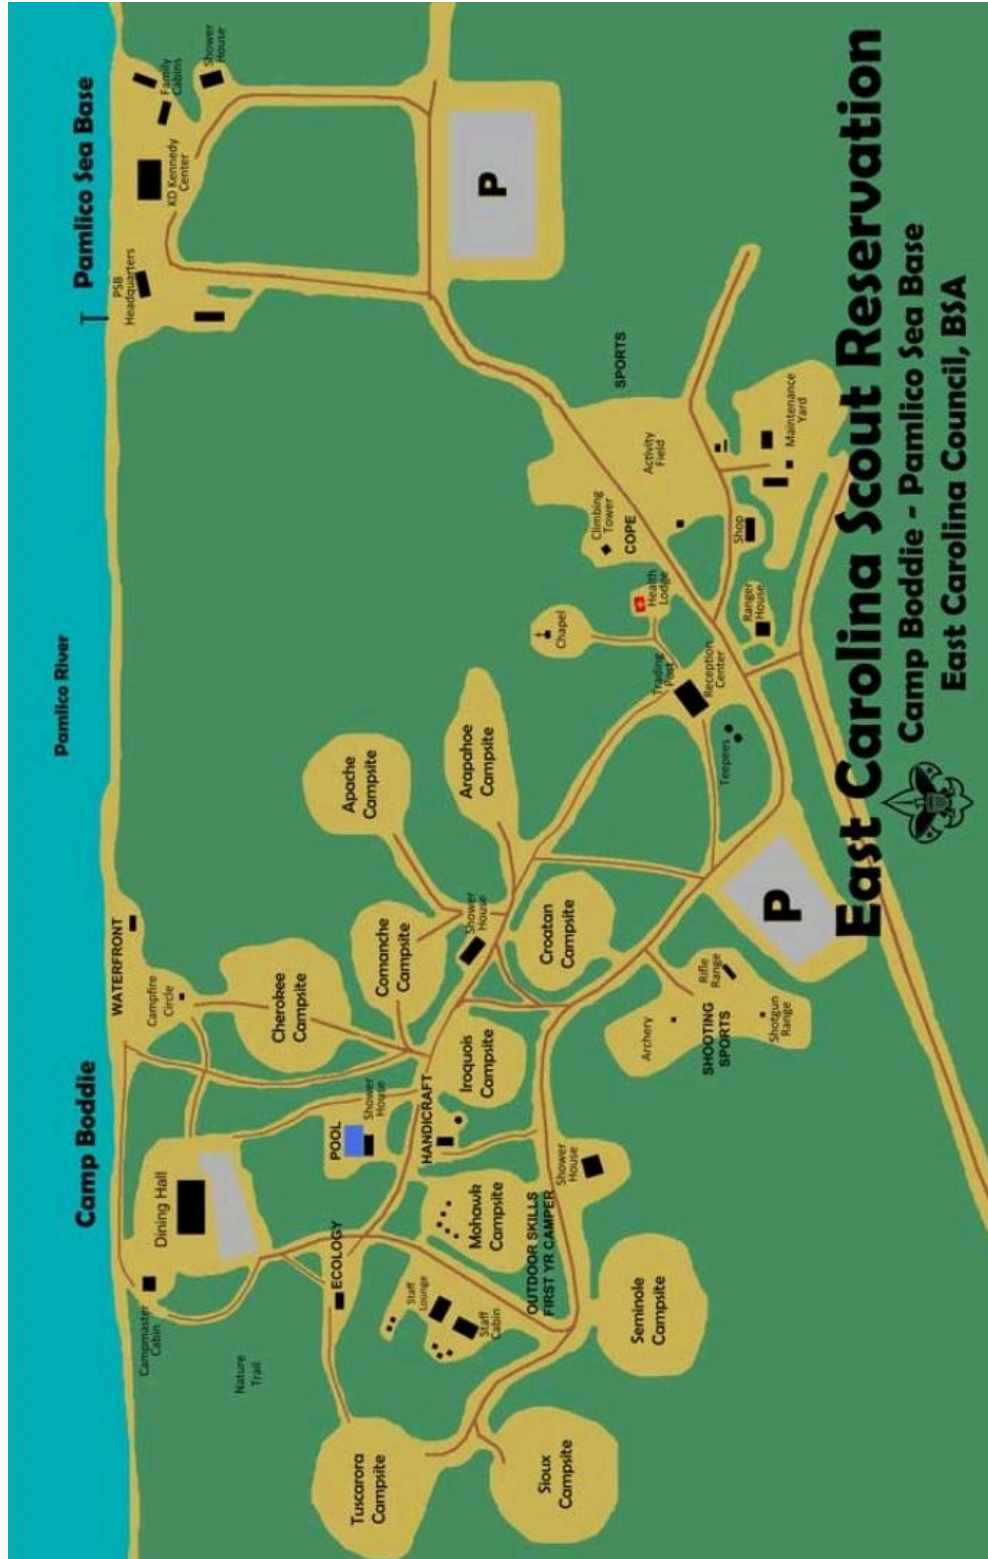 Pamlico River
Camp Boddie
Pamlico Sea Base
WATERFRONT
Campfire
Circle
Dining Hall
Campmaster
Cabin
Nature
Trail
Cherokee
Campsite
POOL
Shower
House
ECOLOGY
Comanche
Campsite
Apache
Campsite
Arapahoe
Campsite
Shower
House
HANDICRAFT
Iroquois
Campsite
Croatan
Campsite
Mohawk
Campsite
Staff
Lounge
Staff
Cabin
OUTDOOR SKILLS
FIRST YR CAMPER
Shower
House
Tuscarora
Campsite
Sioux
Campsite
Seminole
Campsite
Archery
Rifle
Range
SHOOTING
SPORTS
Shotgun
Range
P
Teepees
Trading
Post
Reception
Center
Chapel
Health
Lodge
Climbing
Tower
COPE
Activity
Field
SPORTS
Ranger
House
Shop
Maintenance
Yard
PSB
Headquarters
KD Kennedy
Center
Family
Cabins
Shower
House
P
East Carolina Scout Reservation
Camp Boddie - Pamlico Sea Base
East Carolina Council, BSA